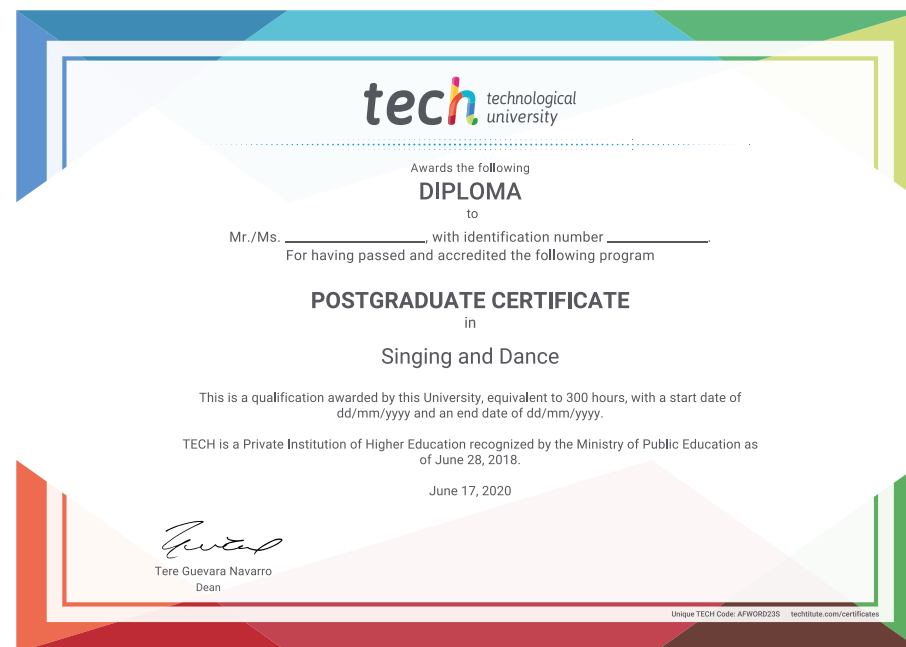 tech technological
university
Awards the following
DIPLOMA
to
Mr./Ms. ____________________, with identification number ______________.
For having passed and accredited the following program
POSTGRADUATE CERTIFICATE
in
Singing and Dance
This is a qualification awarded by this University, equivalent to 300 hours, with a start date of
dd/mm/yyyy and an end date of dd/mm/yyyy.
TECH is a Private Institution of Higher Education recognized by the Ministry of Public Education as
of June 28, 2018.
June 17, 2020
Tere Guevara Navarro
Dean
Unique TECH Code: AFWORD23S techtitute.com/certificates